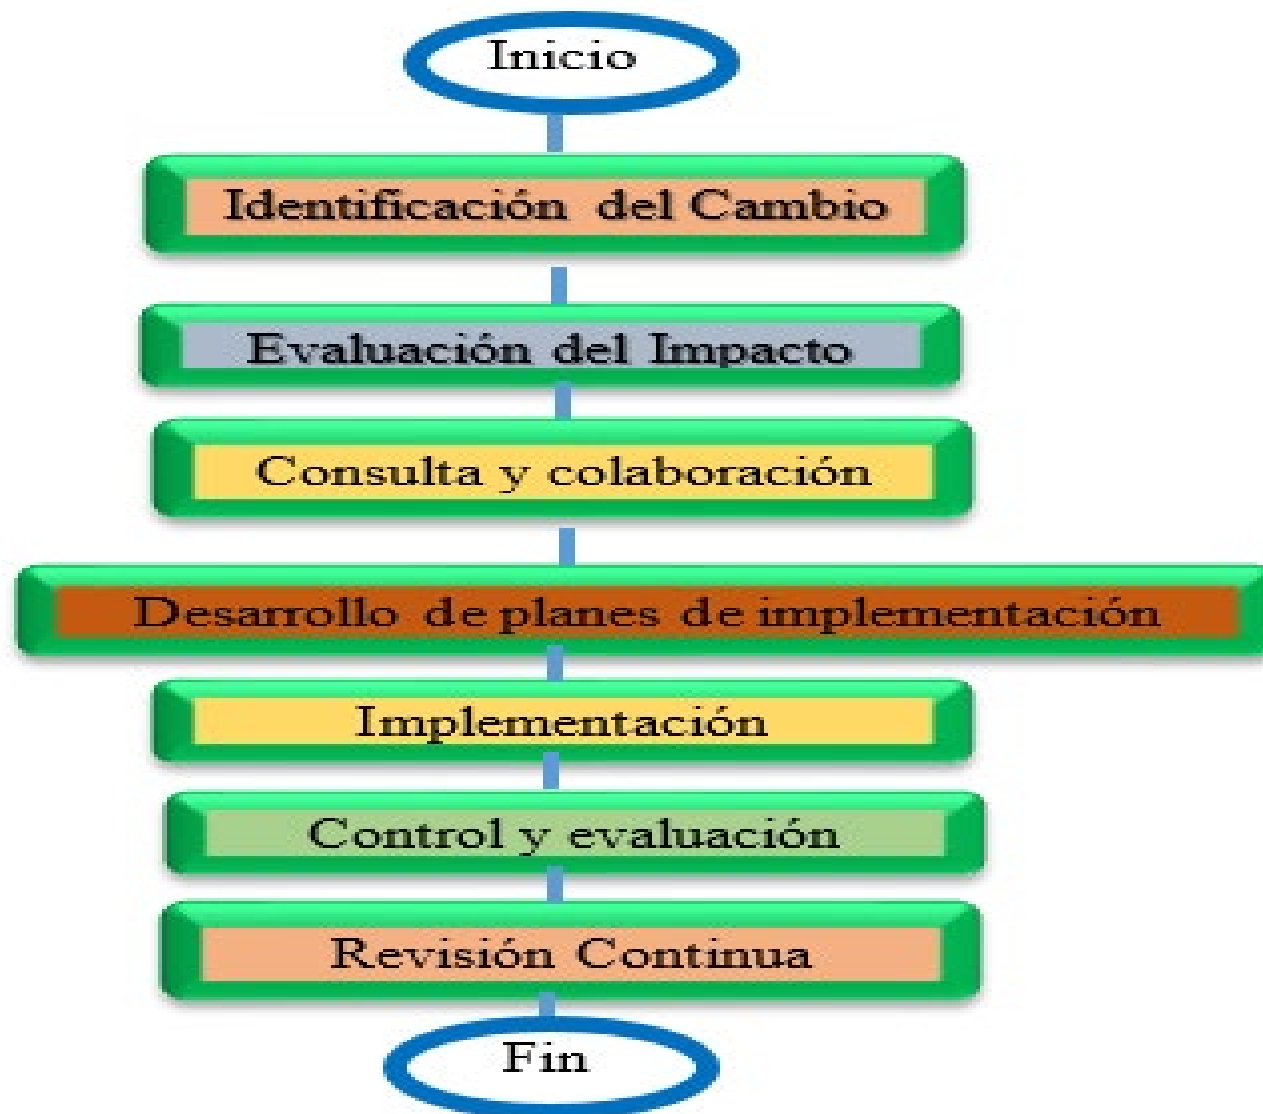 Inicio
Identificación del Cambio
Evaluación del Impacto
Consulta y colaboración
Desarrollo de planes de implementación
Implementación
Control y evaluación
Revisión Continua
Fin